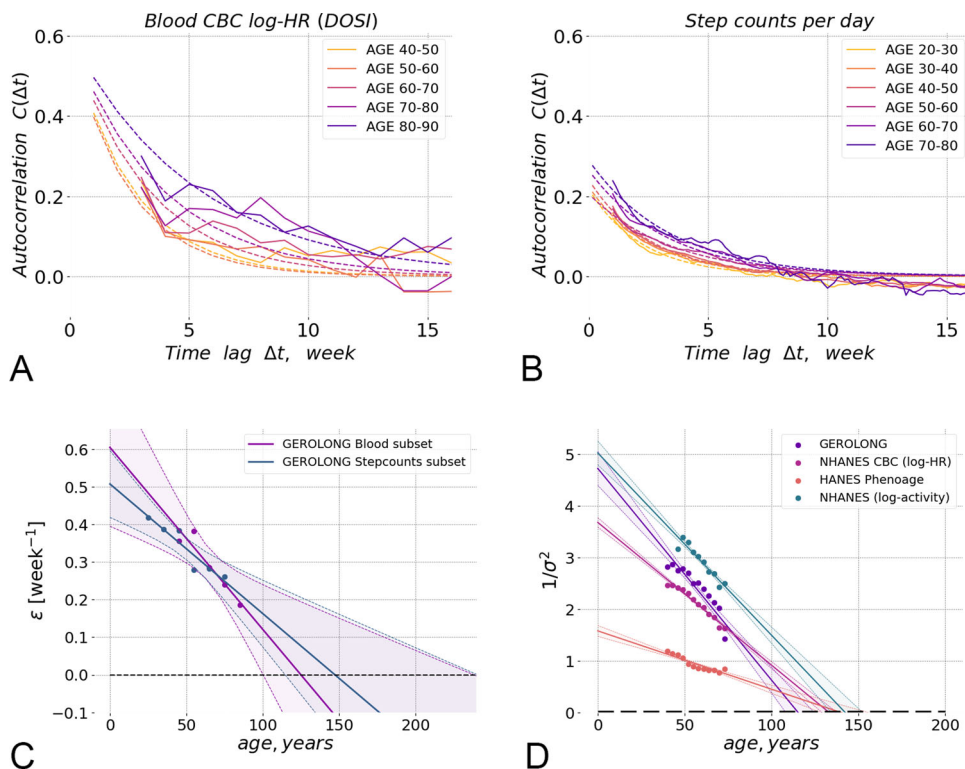 Blood CBC log-HR (DOSI)
0.6
0.4
0.2
0.0
Autocorrelation C(Δt)
AGE 40-50
AGE 50-60
AGE 60-70
AGE 70-80
AGE 80-90
0
5
10
15
Time lag Δt, week
A
Step counts per day
0.6
0.4
0.2
0.0
Autocorrelation C(Δt)
AGE 20-30
AGE 30-40
AGE 40-50
AGE 50-60
AGE 60-70
AGE 70-80
0
5
10
15
Time lag Δt, week
B
0.6
0.5
0.4
0.3
0.2
0.1
0.0
−0.1
ε [week⁻¹]
GEROLONG Blood subset
GEROLONG Stepcounts subset
0
50
100
150
200
age, years
C
5
4
3
2
1
0
1/σ²
GEROLONG
NHANES CBC (log-HR)
HANES Phenoage
NHANES (log-activity)
0
50
100
150
200
age, years
D